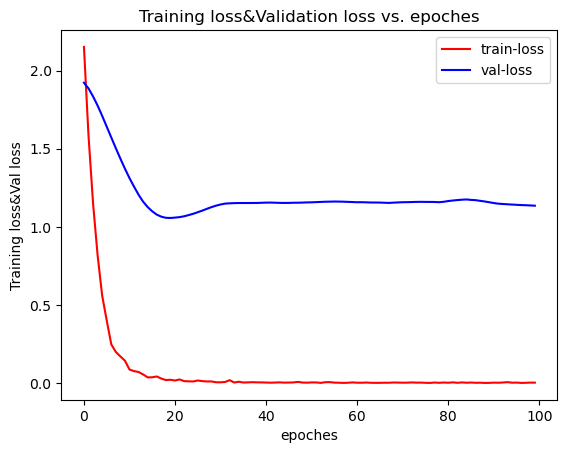 Training loss&Validation loss vs. epoches
train-loss
val-loss
Training loss&Val loss
2.0
1.5
1.0
0.5
0.0
0
20
40
60
80
100
epoches